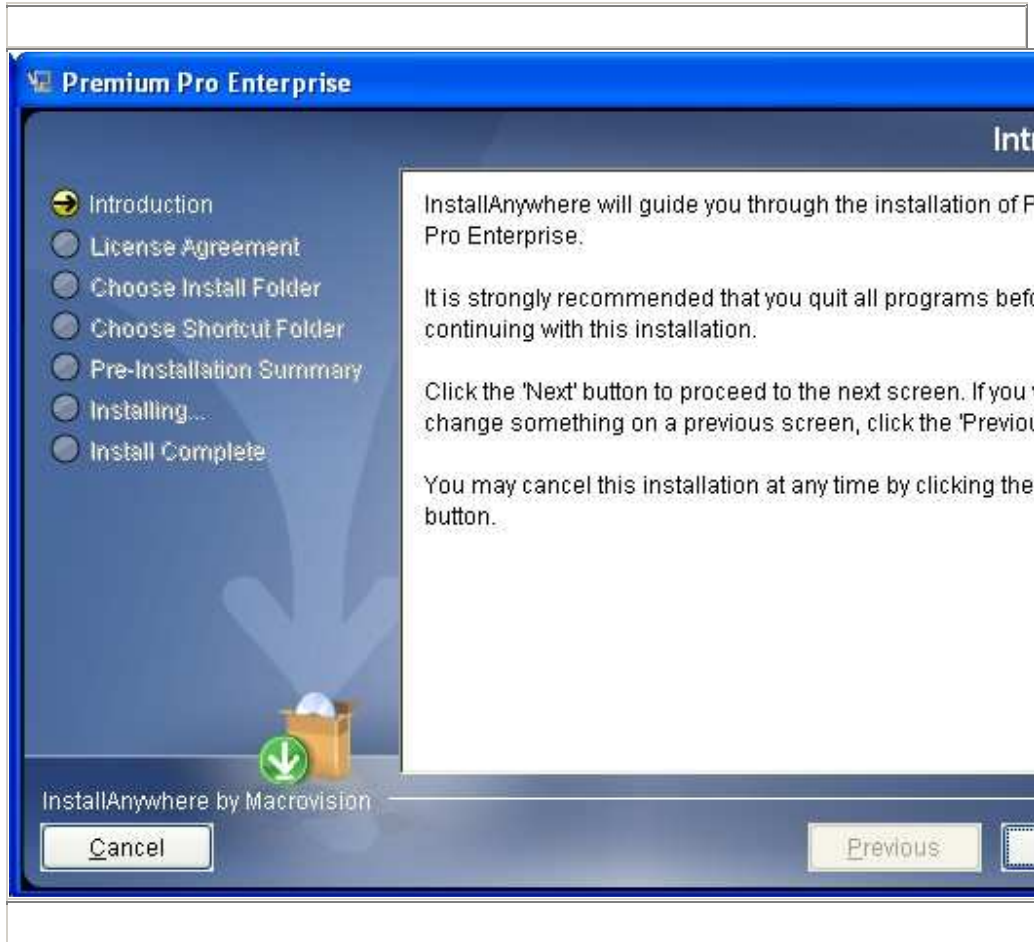 Premium Pro Enterprise
Introduction
License Agreement
Choose Install Folder
Choose Shortcut Folder
Pre-Installation Summary
Installing...
Install Complete
InstallAnywhere will guide you through the installation of
Pro Enterprise.
It is strongly recommended that you quit all programs
continuing with this installation.
Click the 'Next' button to proceed to the next screen. If you
change something on a previous screen, click the
You may cancel this installation at any time by clicking the
button.
InstallAnywhere by Macrovision
Cancel
Previous